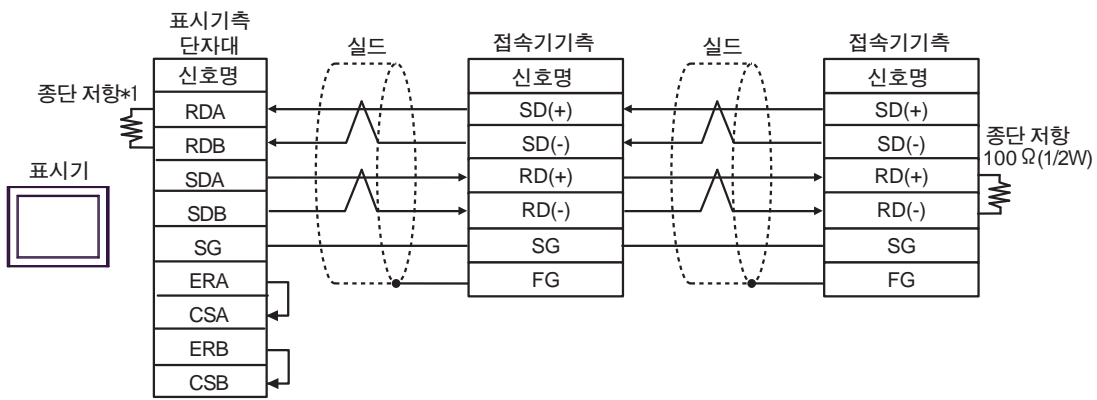 표시기측
단자대
실드
접속기기측
실드
접속기기측
종단 저항*1
표시기
신호명
RDA
RDB
SDA
SDB
SG
ERA
CSA
ERB
CSB
신호명
SD(+)
SD(-)
RD(+)
RD(-)
SG
FG
신호명
SD(+)
SD(-)
RD(+)
RD(-)
SG
FG
종단 저항
100 Ω(1/2W)